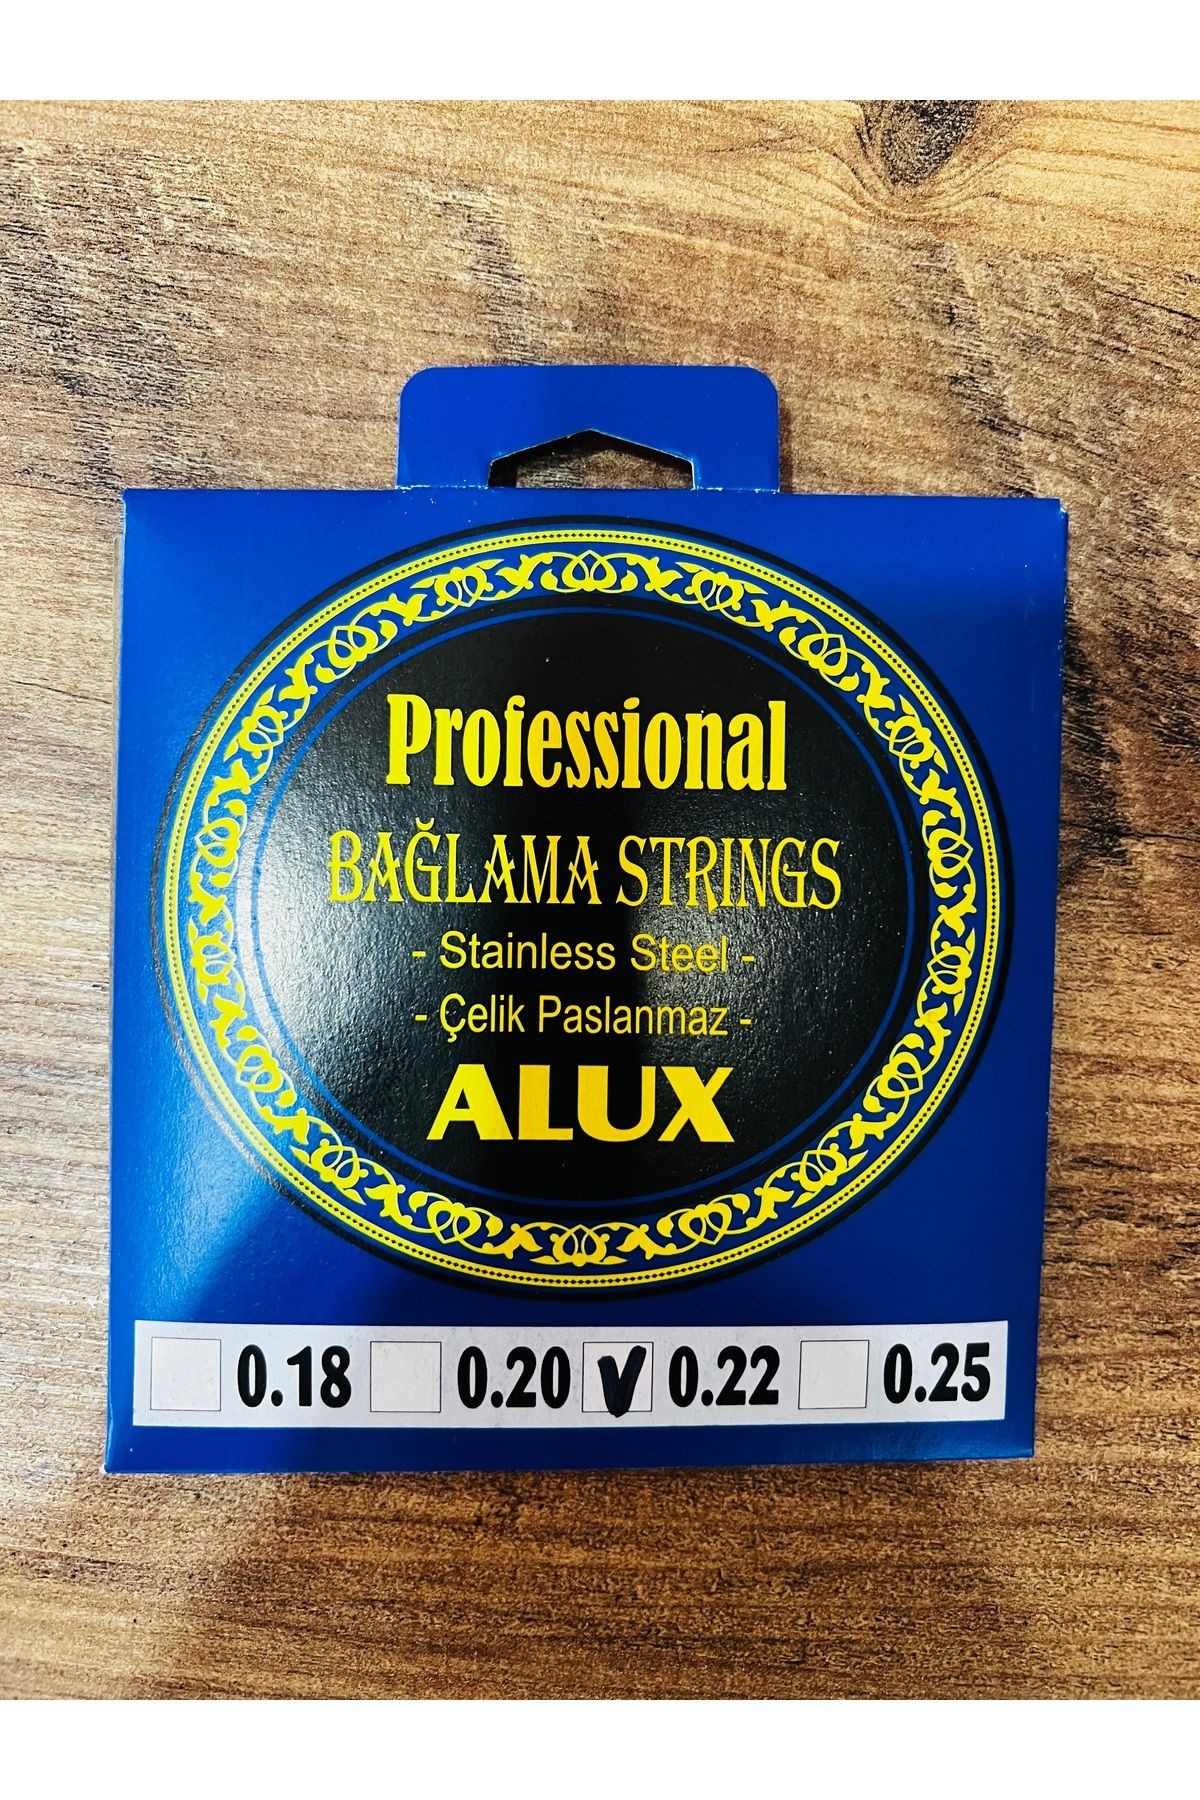 Professional
BAĞLAMA STRINGS
- Stainless Steel -
- Çelik Paslanmaz -
ALUX
0.18 0.20 0.22 0.25